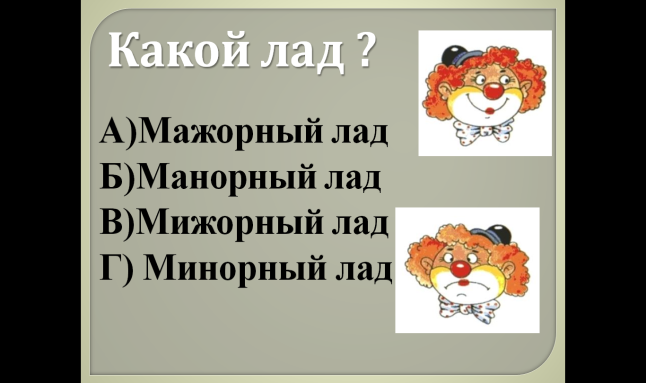 Какой лад ?
А)Мажорный лад
Б)Манорный лад
В)Мижорный лад
Г) Минорный лад